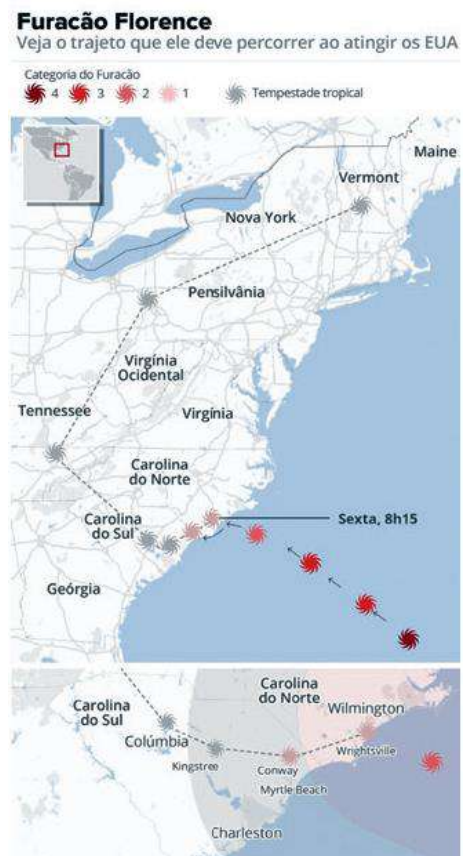 Furacão Florence
Veja o trajeto que ele deve percorrer ao atingir os EUA
Categoria do Furacão
4 3 2 1 Tempestade tropical
Maine
Vermont
Nova York
Pensilvânia
Virgínia
Ocidental
Tennessee
Virgínia
Carolina
do Norte
Carolina
do Sul
Sexta, 8h15
Geórgia
Carolina
do Norte
Carolina
do Sul
Wilmington
Colúmbia
Wrightsville
Kingstree
Conway
Myrtle Beach
Charleston